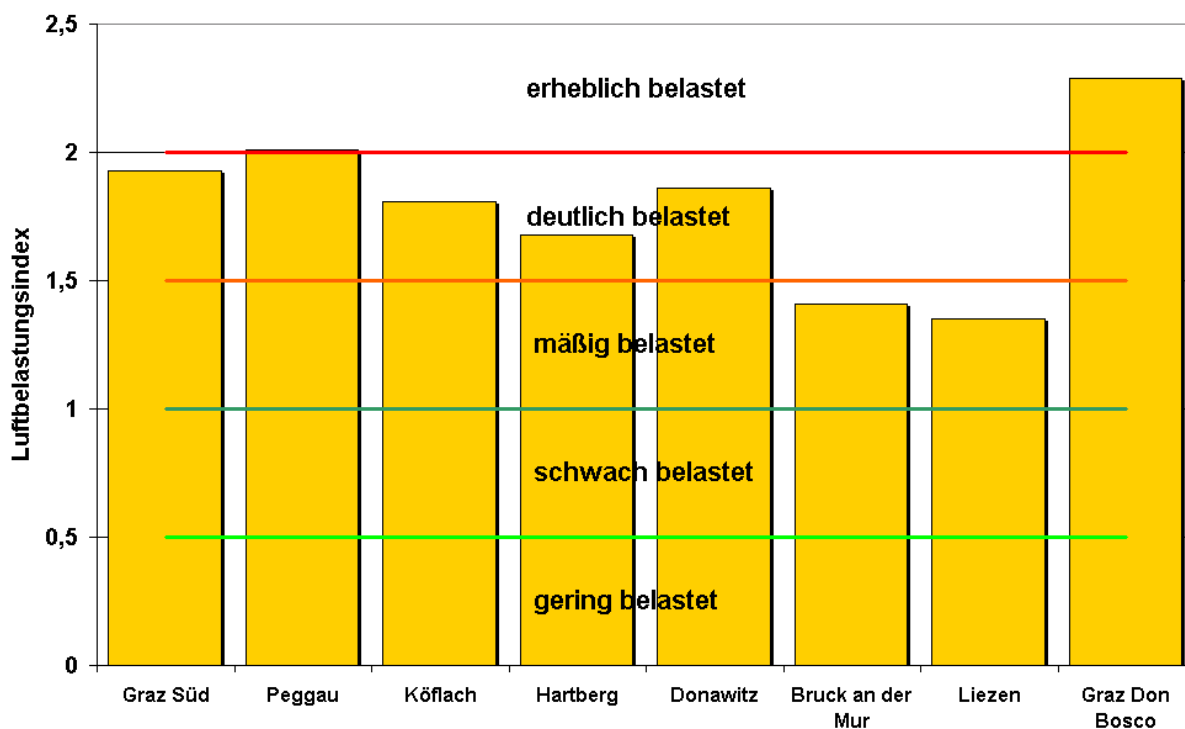 2,5
erheblich belastet
2
deutlich belastet
1,5
mäßig belastet
1
schwach belastet
0,5
gering belastet
0
Luftbelastungsindex
Graz Süd
Peggau
Köflach
Hartberg
Donawitz
Bruck an der
Mur
Liezen
Graz Don
Bosco